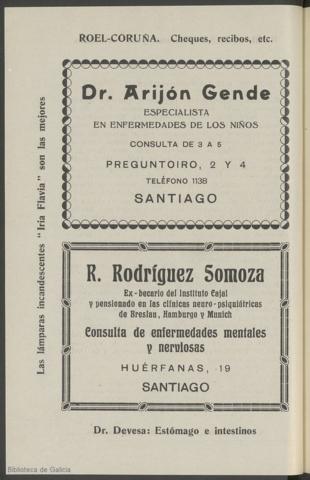 ROEL-CORUÑA. Cheques, recibos, etc.
Las lámparas incandescentes "Iria Flavia" son las mejores
Dr. Arijón Gende
ESPECIALISTA
EN ENFERMEDADES DE LOS NIÑOS
CONSULTA DE 3 A 5
PREGUNTOIRO, 2 Y 4
TELÉFONO 1138
SANTIAGO
R. Rodríguez Somoza
Ex-becario del Instituto Cajal
y pensionado en las clínicas neuro-psiquiátricas
de Breslau, Hamburgo y Munich
Consulta de enfermedades mentales
y nerviosas
HUÉRFANAS, 19
SANTIAGO
Dr. Devesa: Estómago e intestinos
Biblioteca de Galicia